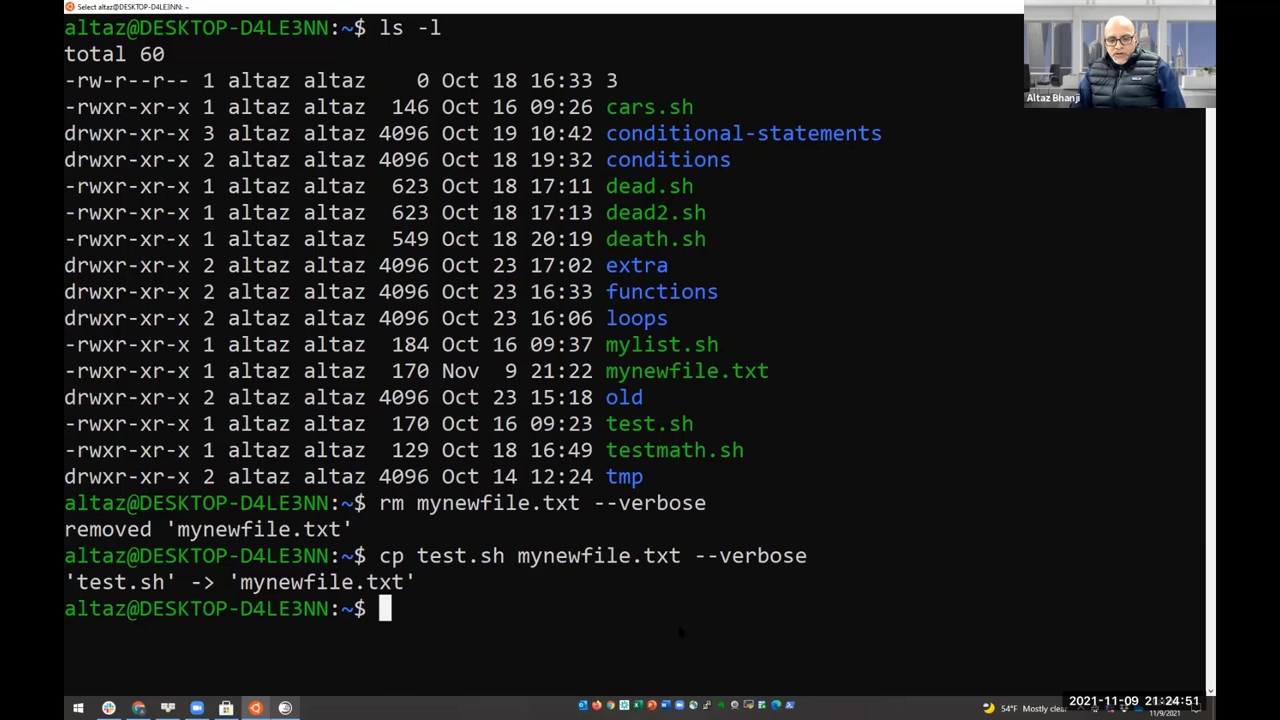 Select altaz@DESKTOP-D4LE3NN: ~
altaz@DESKTOP-D4LE3NN:~$ ls -l
total 60
-rw-r--r-- 1 altaz altaz    0 Oct 18 16:33 3
-rwxr-xr-x 1 altaz altaz  146 Oct 16 09:26 cars.sh
drwxr-xr-x 3 altaz altaz 4096 Oct 19 10:42 conditional-statements
drwxr-xr-x 2 altaz altaz 4096 Oct 18 19:32 conditions
-rwxr-xr-x 1 altaz altaz  623 Oct 18 17:11 dead.sh
-rwxr-xr-x 1 altaz altaz  623 Oct 18 17:13 dead2.sh
-rwxr-xr-x 1 altaz altaz  549 Oct 18 20:19 death.sh
drwxr-xr-x 2 altaz altaz 4096 Oct 23 17:02 extra
drwxr-xr-x 2 altaz altaz 4096 Oct 23 16:33 functions
drwxr-xr-x 2 altaz altaz 4096 Oct 23 16:06 loops
-rwxr-xr-x 1 altaz altaz  184 Oct 16 09:37 mylist.sh
-rwxr-xr-x 1 altaz altaz  170 Nov  9 21:22 mynewfile.txt
drwxr-xr-x 2 altaz altaz 4096 Oct 23 15:18 old
-rwxr-xr-x 1 altaz altaz  170 Oct 16 09:23 test.sh
-rwxr-xr-x 1 altaz altaz  129 Oct 18 16:49 testmath.sh
drwxr-xr-x 2 altaz altaz 4096 Oct 14 12:24 tmp
altaz@DESKTOP-D4LE3NN:~$ rm mynewfile.txt --verbose
removed 'mynewfile.txt'
altaz@DESKTOP-D4LE3NN:~$ cp test.sh mynewfile.txt --verbose
'test.sh' -> 'mynewfile.txt'
altaz@DESKTOP-D4LE3NN:~$
Altaz Bhanji
54°F Mostly clear
2021-11-09 21:24:51
11/9/2021